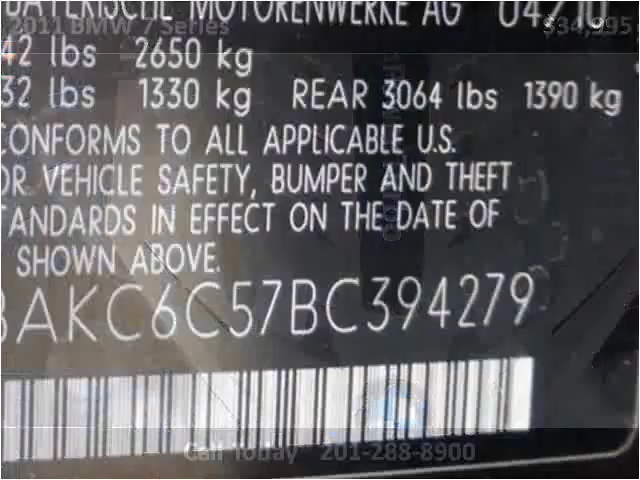 BAYERISCHE MOTORENWERKE AG 04/10
2011 BMW 7 Series $34,995
42 lbs 2650 kg
32 lbs 1330 kg REAR 3064 lbs 1390 kg
CONFORMS TO ALL APPLICABLE U.S.
OR VEHICLE SAFETY, BUMPER AND THEFT
TANDARDS IN EFFECT ON THE DATE OF
SHOWN ABOVE.
BAKC6C57BC394279
Call Today 201-288-8900